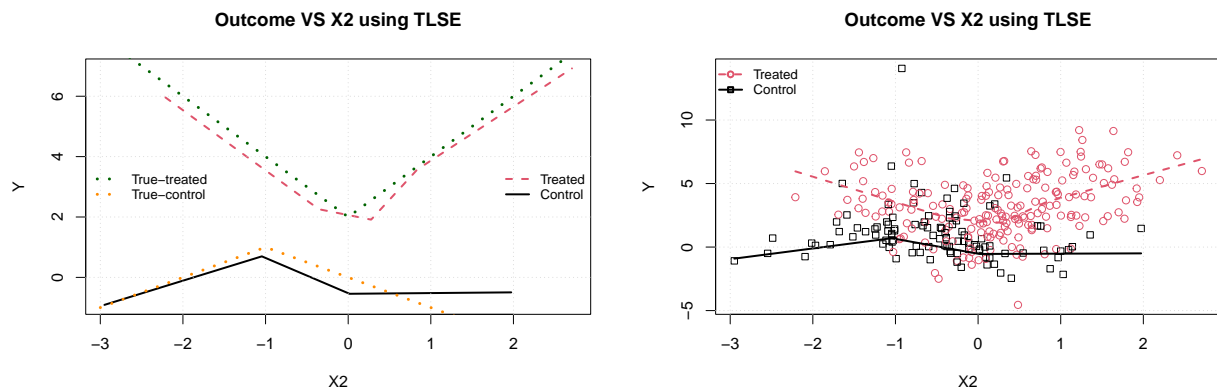 Outcome VS X2 using TLSE
6
4
2
0
Y
True−treated
True−control
Treated
Control
−3
−2
−1
0
1
2
X2
Outcome VS X2 using TLSE
Treated
Control
10
5
0
−5
Y
−3
−2
−1
0
1
2
X2